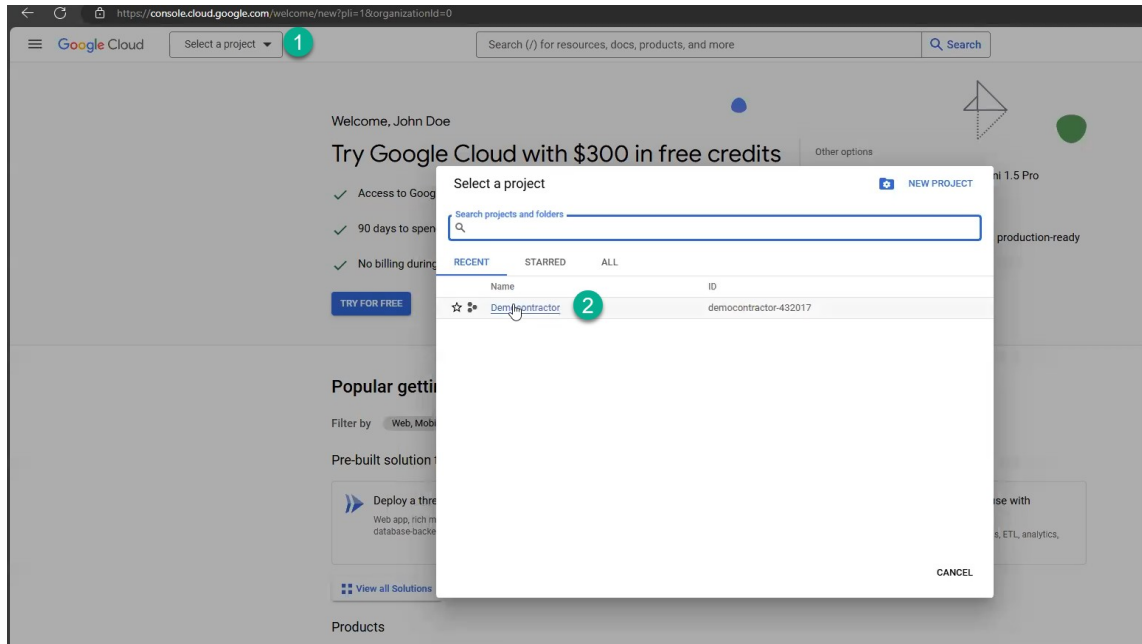 https://console.cloud.google.com/welcome/new?pli=1&organizationId=0
Google Cloud
Select a project
1
Search (/) for resources, docs, products, and more
Search
Welcome, John Doe
Try Google Cloud with $300 in free credits
Other options
Access to Goog
90 days to spen
No billing during
TRY FOR FREE
ni 1.5 Pro
production-ready
Select a project
NEW PROJECT
Search projects and folders
RECENT
STARRED
ALL
Name
ID
Democontractor
2
democontractor-432017
CANCEL
Popular getti
Filter by
Web, Mobi
Pre-built solution
Deploy a thre
Web app, rich m
database-backe
use with
s, ETL, analytics,
View all Solutions
Products